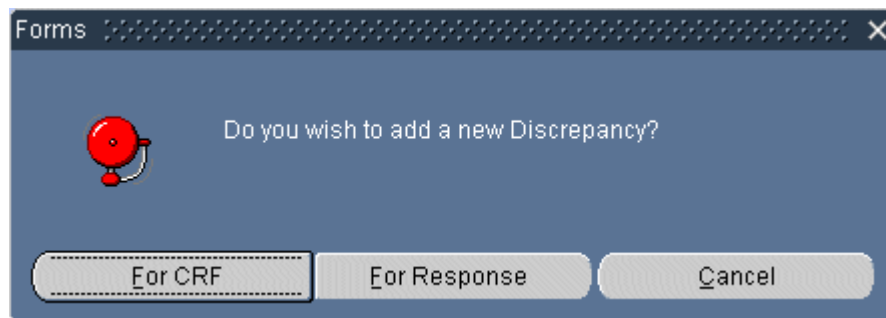 Forms
Do you wish to add a new Discrepancy?
For CRF
For Response
Cancel